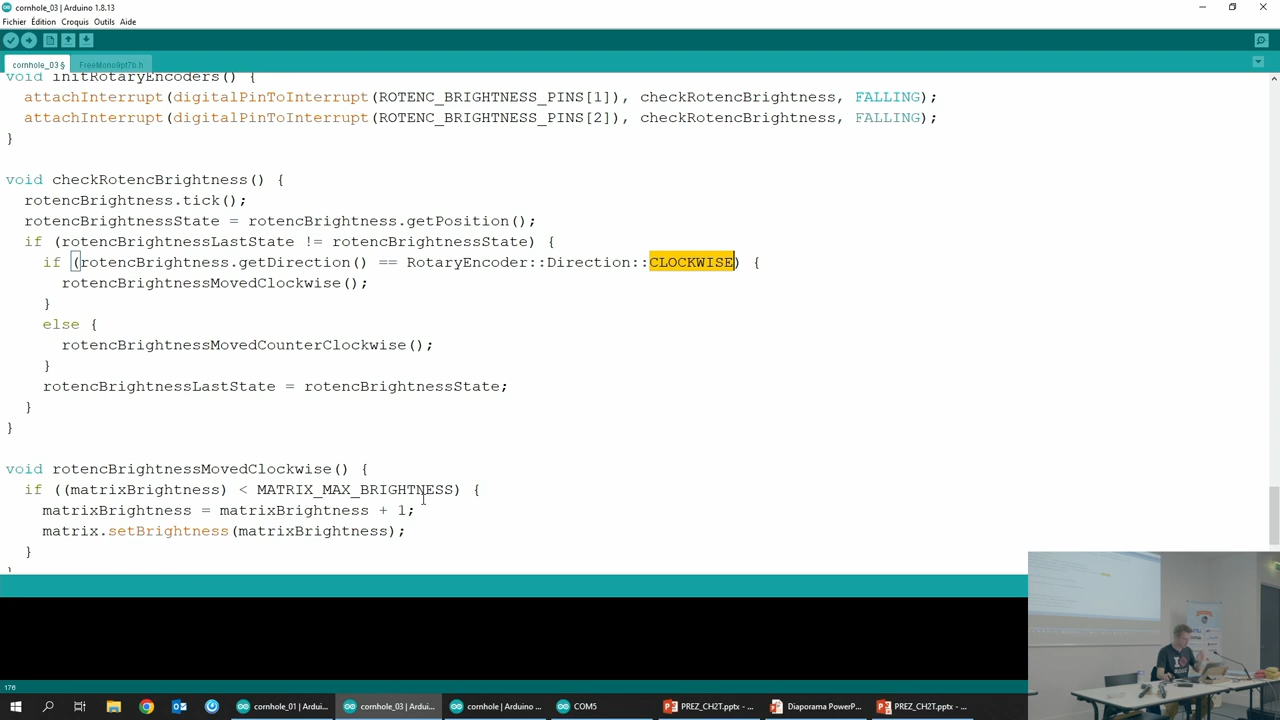 cornhole_03 | Arduino 1.8.13
Fichier Édition Croquis Outils Aide
cornhole_03 § FreeMono9pt7b.h
void initRotaryEncoders() {
attachInterrupt(digitalPinToInterrupt(ROTENC_BRIGHTNESS_PINS[1]), checkRotencBrightness, FALLING);
attachInterrupt(digitalPinToInterrupt(ROTENC_BRIGHTNESS_PINS[2]), checkRotencBrightness, FALLING);
}
void checkRotencBrightness() {
rotencBrightness.tick();
rotencBrightnessState = rotencBrightness.getPosition();
if (rotencBrightnessLastState != rotencBrightnessState) {
if (rotencBrightness.getDirection() == RotaryEncoder::Direction::CLOCKWISE) {
rotencBrightnessMovedClockwise();
}
else {
rotencBrightnessMovedCounterClockwise();
}
rotencBrightnessLastState = rotencBrightnessState;
}
}
void rotencBrightnessMovedClockwise() {
if ((matrixBrightness) < MATRIX_MAX_BRIGHTNESS) {
matrixBrightness = matrixBrightness + 1;
matrix.setBrightness(matrixBrightness);
}
176
cornhole_01 | Ardui... cornhole_03 | Ardui... cornhole | Arduino ... COM5 PREZ_CH2T.pptx - ... Diaporama PowerP... PREZ_CH2T.pptx - ...